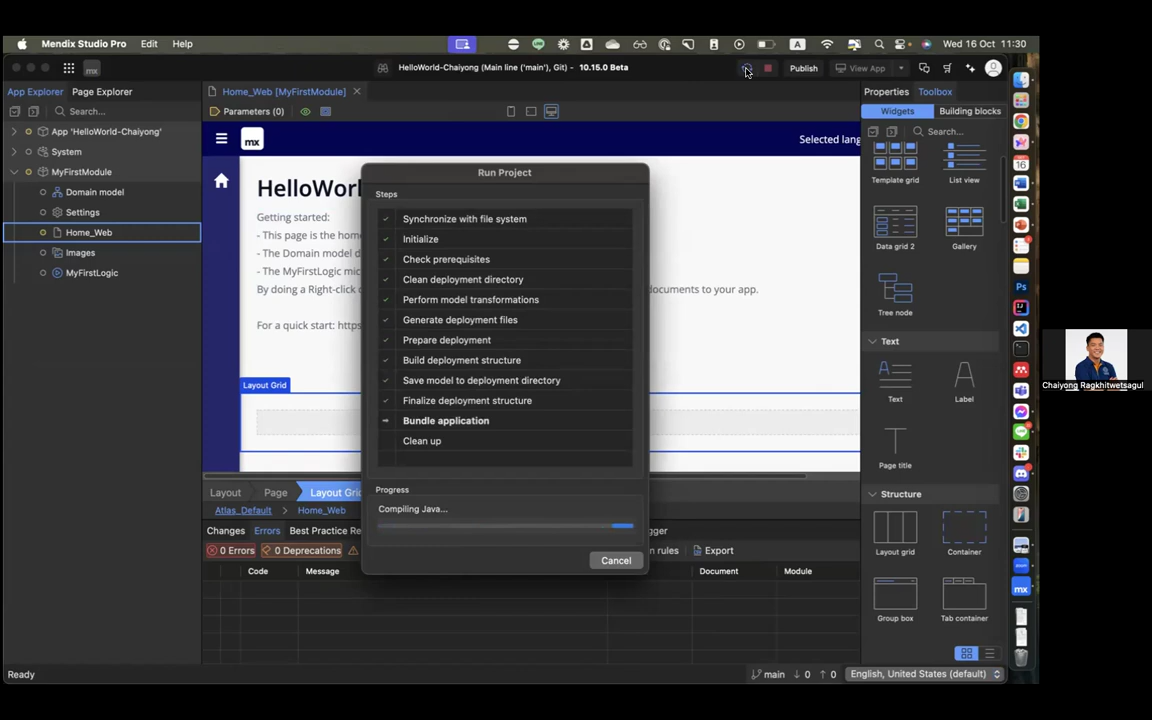 Mendix Studio Pro Edit Help
A
Wed 16 Oct 11:30
mx
HelloWorld-Chaiyong (Main line ('main'), Git) - 10.15.0 Beta
Publish
View App
App Explorer Page Explorer
Search...
App 'HelloWorld-Chaiyong'
System
MyFirstModule
Domain model
Settings
Home_Web
Images
MyFirstLogic
Home_Web [MyFirstModule]
Parameters (0)
mx
Selected lang
HelloWorl
Getting started:
- This page is the hom
- The Domain model d
- The MyFirstLogic mic
By doing a Right-click o
documents to your app.
For a quick start: https
Layout Grid
Run Project
Steps
Synchronize with file system
Initialize
Check prerequisites
Clean deployment directory
Perform model transformations
Generate deployment files
Prepare deployment
Build deployment structure
Save model to deployment directory
Finalize deployment structure
Bundle application
Clean up
Progress
Compiling Java...
Cancel
Layout Page Layout Gri
Atlas_Default > Home_Web
Changes Errors Best Practice Re
gger
0 Errors 0 Deprecations
n rules Export
Code Message Document Module
Properties Toolbox
Widgets Building blocks
Search...
Template grid List view
Data grid 2 Gallery
Tree node
Text
Text Label
Page title
Structure
Layout grid Container
Group box Tab container
Ready
main 0 0
English, United States (default)
16
Ps
mx
Chaiyong Ragkhitwetsagul